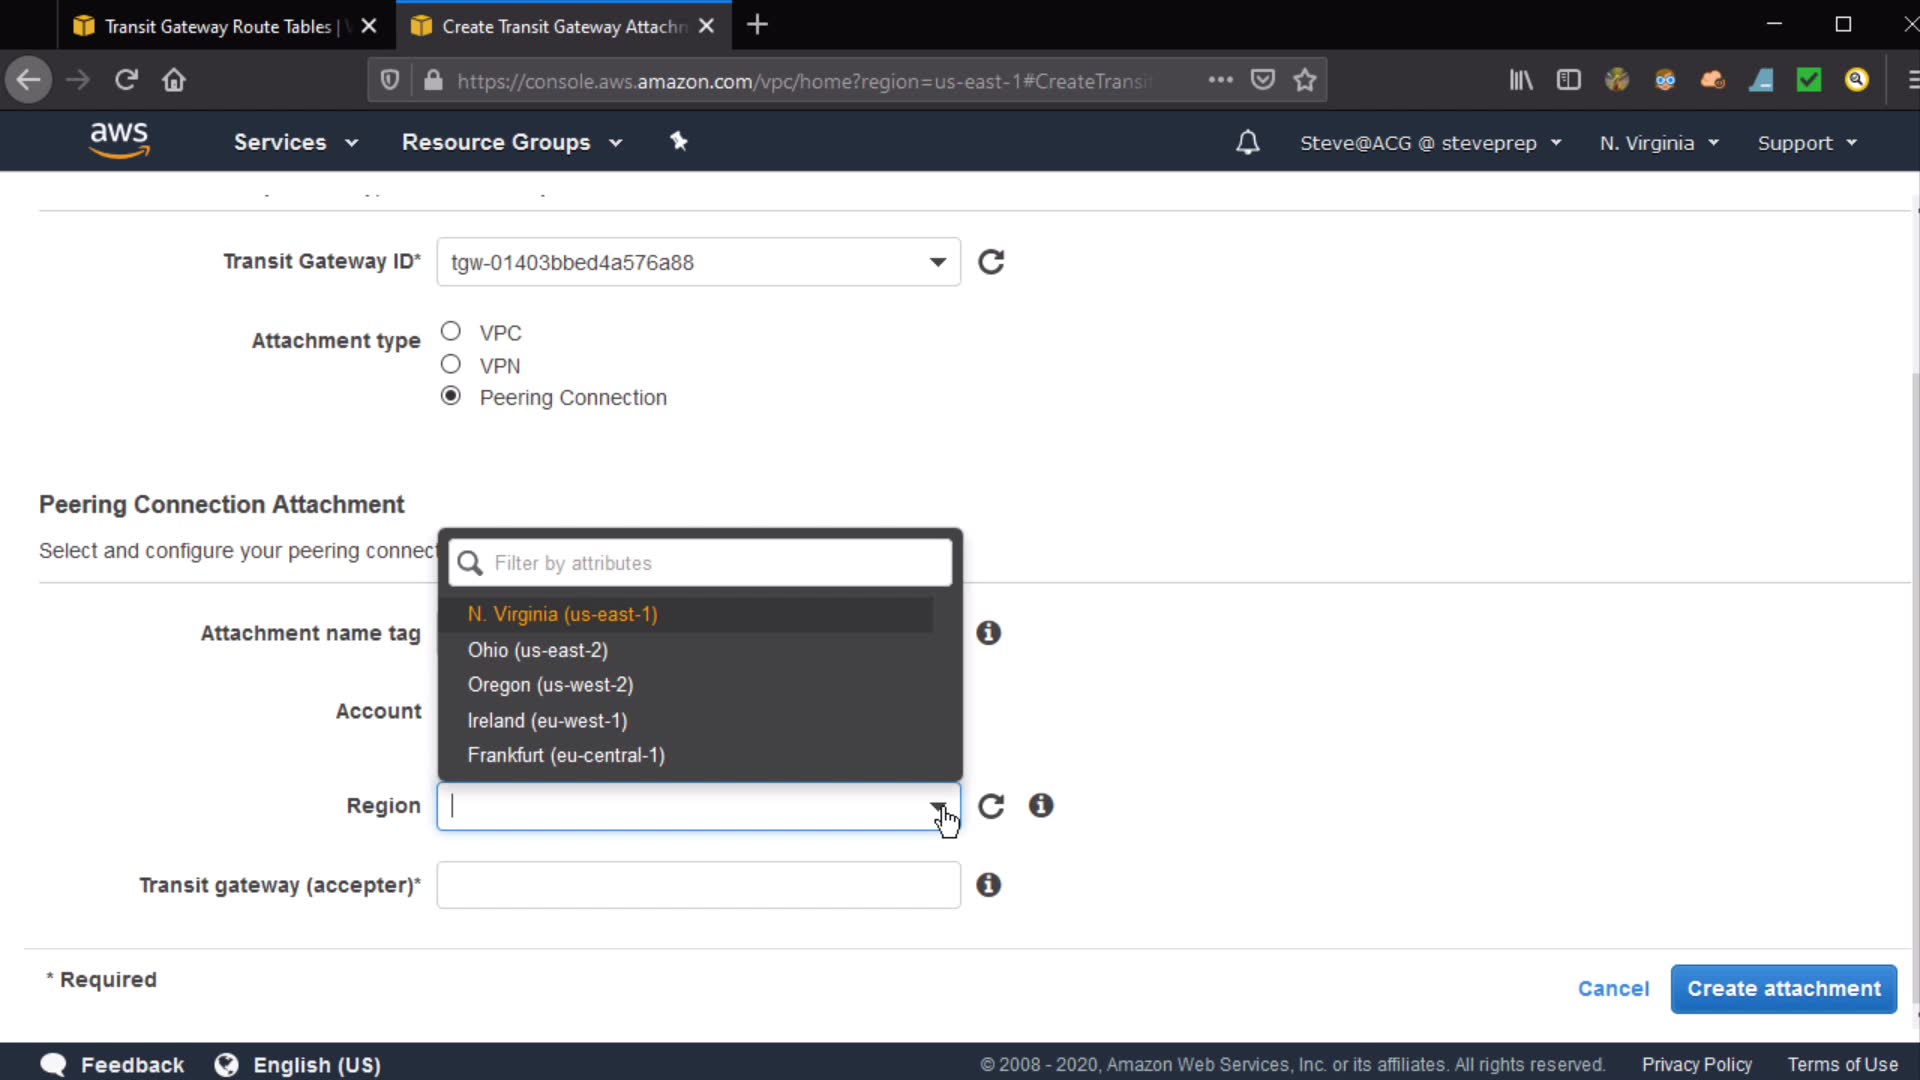 Transit Gateway Route Tables |
Create Transit Gateway Attachm
https://console.aws.amazon.com/vpc/home?region=us-east-1#CreateTransit
aws
Services
Resource Groups
Steve@ACG @ steveprep
N. Virginia
Support
Transit Gateway ID*
tgw-01403bbed4a576a88
Attachment type
VPC
VPN
Peering Connection
Peering Connection Attachment
Select and configure your peering connect
Filter by attributes
N. Virginia (us-east-1)
Attachment name tag
Ohio (us-east-2)
Oregon (us-west-2)
Account
Ireland (eu-west-1)
Frankfurt (eu-central-1)
Region
Transit gateway (accepter)*
* Required
Cancel
Create attachment
Feedback
English (US)
© 2008 - 2020, Amazon Web Services, Inc. or its affiliates. All rights reserved.
Privacy Policy
Terms of Use